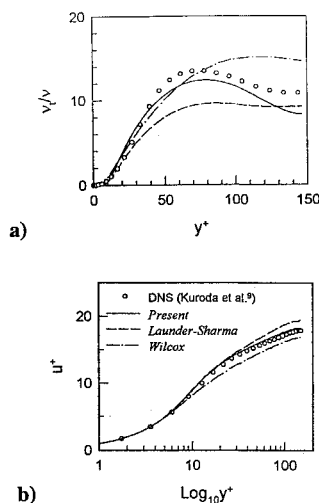 20
ν_t/ν
10
0
0 50 100 150
y⁺
a)
DNS (Kuroda et al.⁹)
Present
Launder-Sharma
Wilcox
u⁺
20
10
0
1 10 100
Log₁₀y⁺
b)